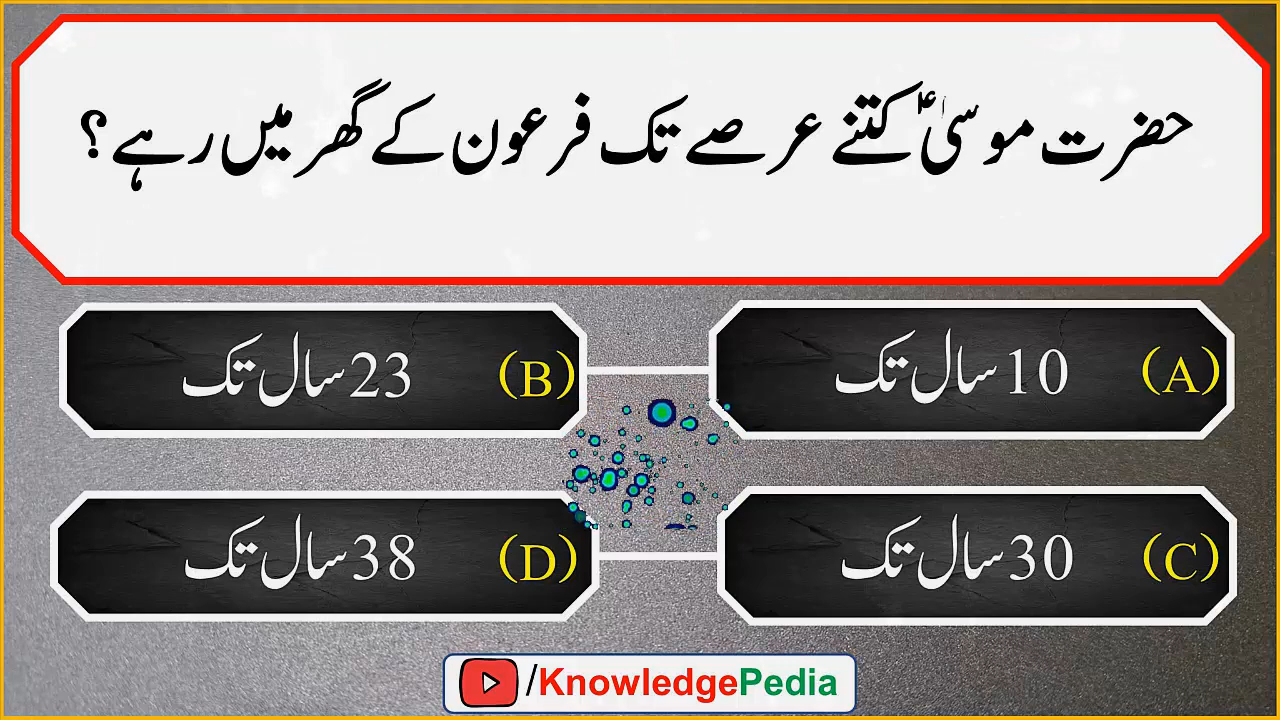 حضرت موسیٰؑ کتنے عرصے تک فرعون کے گھر میں رہے؟
(A) 10 سال تک
(B) 23 سال تک
(C) 30 سال تک
(D) 38 سال تک
/KnowledgePedia